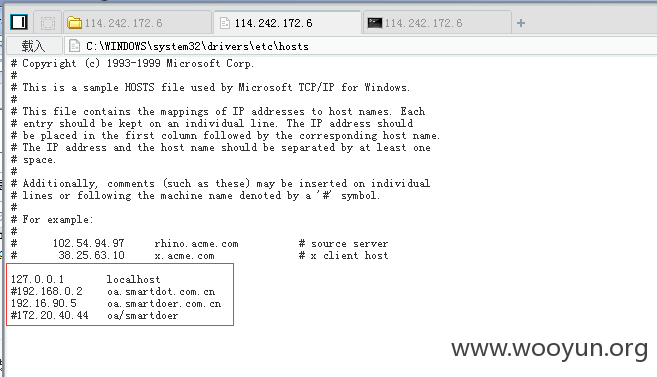 114.242.172.6 114.242.172.6 114.242.172.6 +
载入 C:\WINDOWS\system32\drivers\etc\hosts
# Copyright (c) 1993-1999 Microsoft Corp.
#
# This is a sample HOSTS file used by Microsoft TCP/IP for Windows.
#
# This file contains the mappings of IP addresses to host names. Each
# entry should be kept on an individual line. The IP address should
# be placed in the first column followed by the corresponding host name.
# The IP address and the host name should be separated by at least one
# space.
#
# Additionally, comments (such as these) may be inserted on individual
# lines or following the machine name denoted by a '#' symbol.
#
# For example:
#
# 102.54.94.97 rhino.acme.com # source server
# 38.25.63.10 x.acme.com # x client host
127.0.0.1 localhost
#192.168.0.2 oa.smartdot.com.cn
192.16.90.5 oa.smartdoer.com.cn
#172.20.40.44 oa/smartdoer
www.wooyun.org